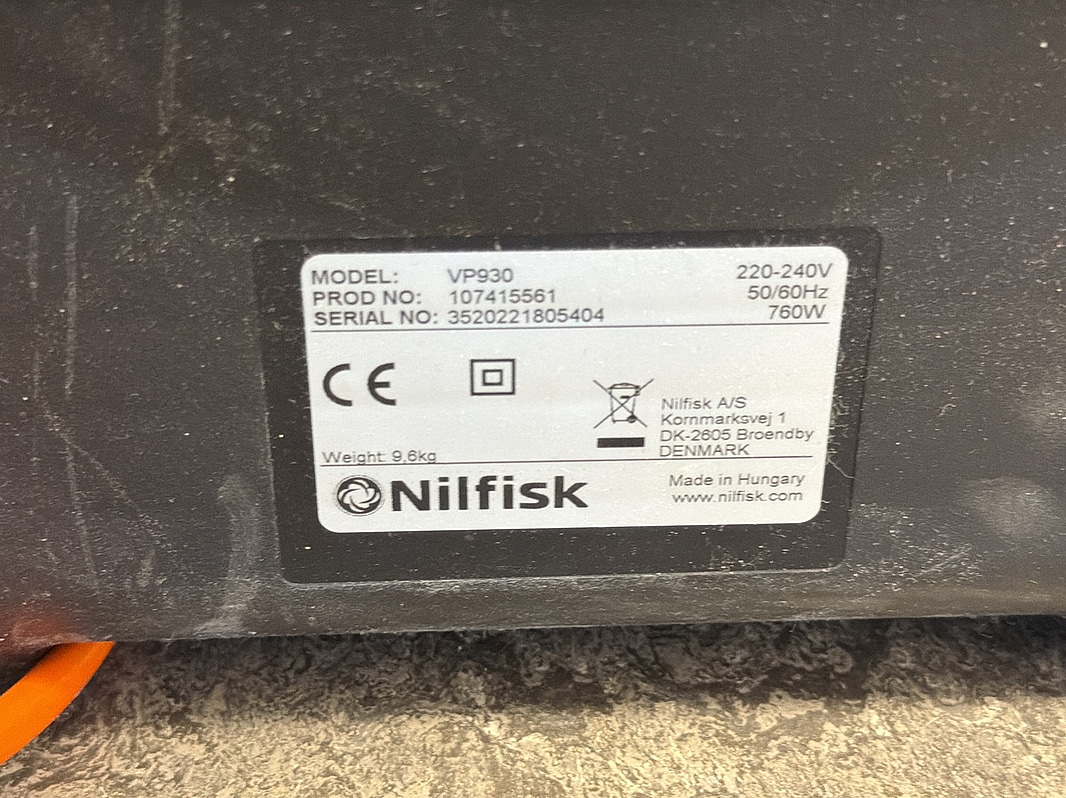 MODEL: VP930 220-240V
PROD NO: 107415561 50/60Hz
SERIAL NO: 3520221805404 760W
CE
Nilfisk A/S
Kornmarksvej 1
DK-2605 Broendby
DENMARK
Weight: 9,6kg
Nilfisk
Made in Hungary
www.nilfisk.com